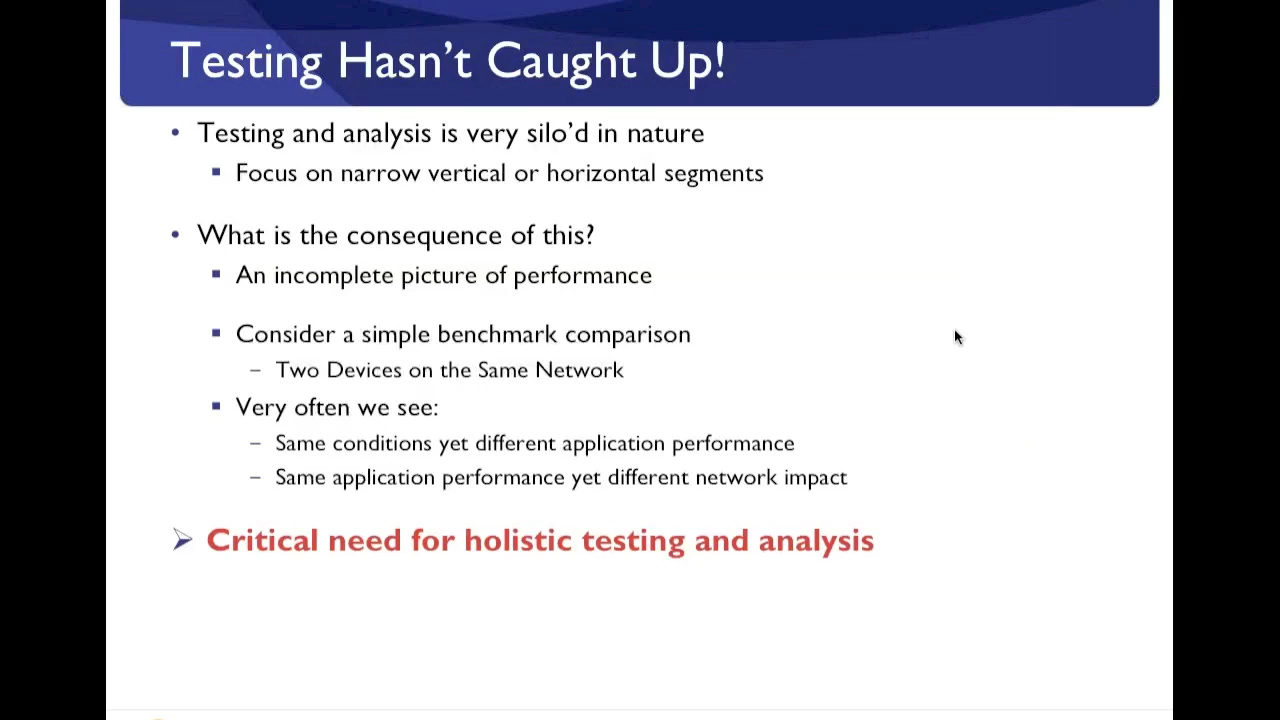 Testing Hasn't Caught Up!
• Testing and analysis is very silo'd in nature
▪ Focus on narrow vertical or horizontal segments
• What is the consequence of this?
▪ An incomplete picture of performance
▪ Consider a simple benchmark comparison
– Two Devices on the Same Network
▪ Very often we see:
– Same conditions yet different application performance
– Same application performance yet different network impact
➢ Critical need for holistic testing and analysis